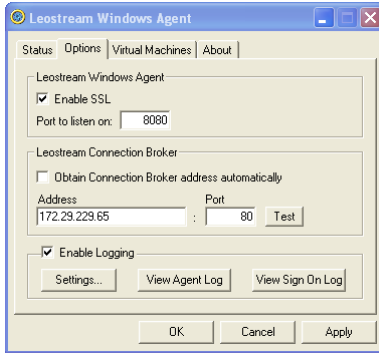 Leostream Windows Agent
Status Options Virtual Machines About
Leostream Windows Agent
Enable SSL
Port to listen on: 8080
Leostream Connection Broker
Obtain Connection Broker address automatically
Address Port
172.29.229.65 : 80 Test
Enable Logging
Settings... View Agent Log View Sign On Log
OK Cancel Apply